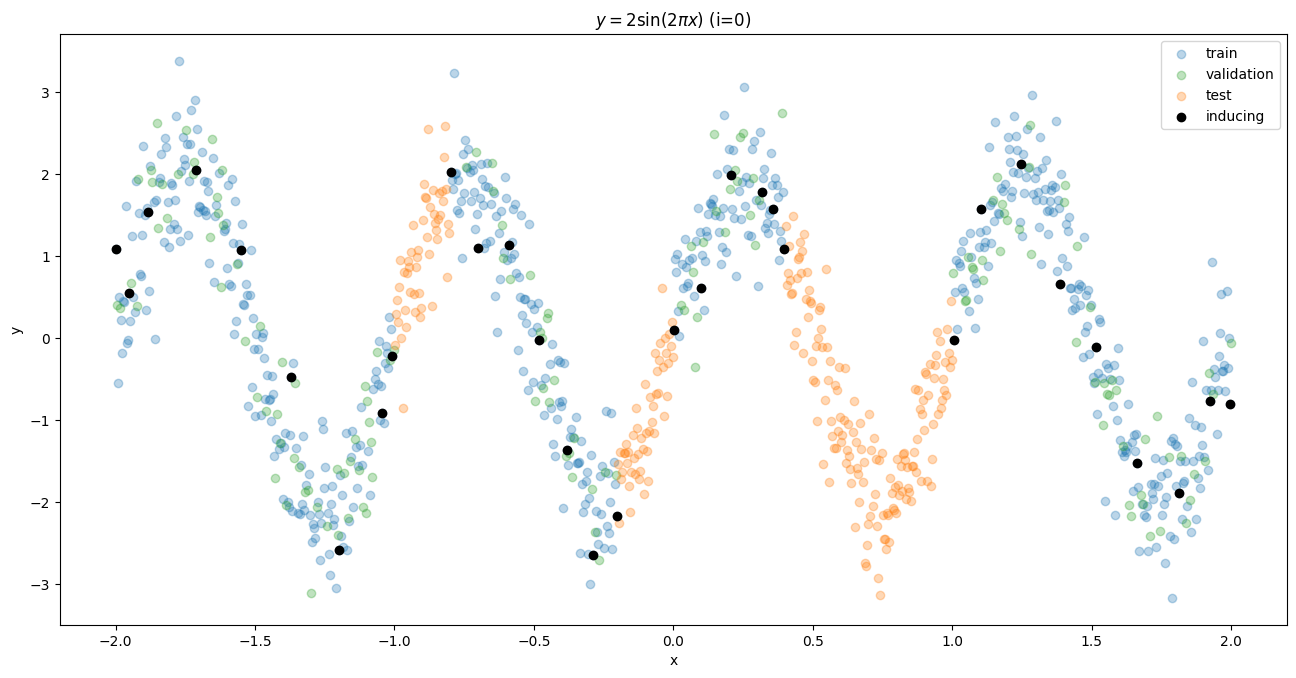 y = 2sin(2πx) (i=0)
train
validation
test
inducing
y
3
2
1
0
−1
−2
−3
−2.0 −1.5 −1.0 −0.5 0.0 0.5 1.0 1.5 2.0
x